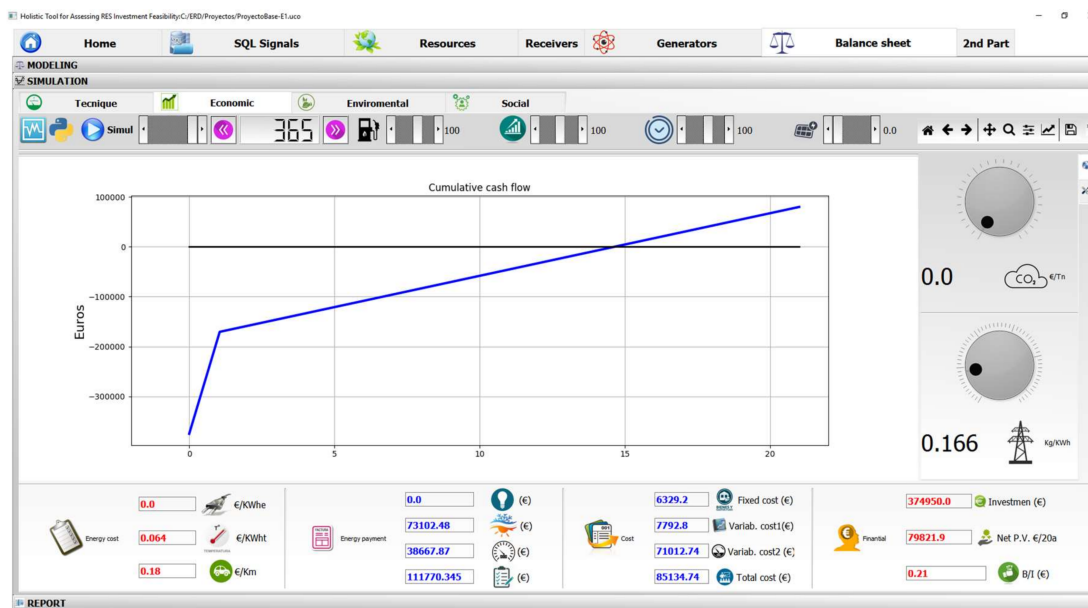 Holistic Tool for Assessing RES Investment Feasibility:C:/ERD/Proyectos/ProyectoBase-E1.uco
Home SQL Signals Resources Receivers Generators Balance sheet 2nd Part
MODELING
SIMULATION
Tecnique Economic Enviromental Social
Simul 365 100 100 100 0.0
Cumulative cash flow
100000
0
−100000
−200000
−300000
Euros
0 5 10 15 20
0.0 CO₂ €/Tn
0.166 Kg/KWh
Energy cost
0.0 €/KWhe
0.064 €/KWht
0.18 €/Km
Energy payment
0.0 (€)
73102.48 (€)
38667.87 (€)
111770.345 (€)
Cost
6329.2 Fixed cost (€)
7792.8 Variab. cost1(€)
71012.74 Variab. cost2 (€)
85134.74 Total cost (€)
Finantial
374950.0 Investmen (€)
79821.9 Net P.V. €/20a
0.21 B/I (€)
REPORT